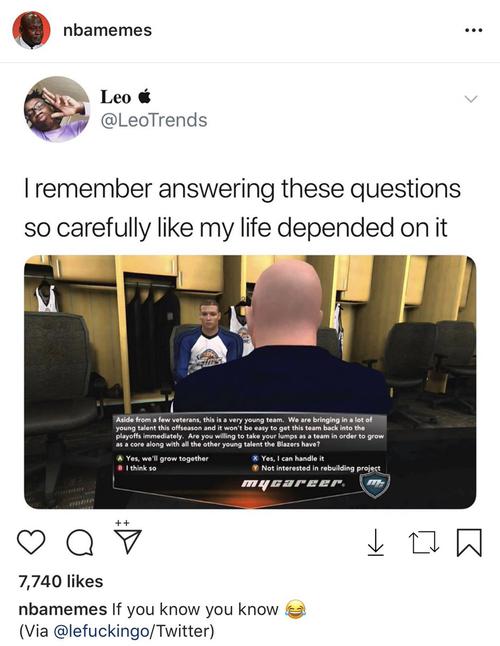 nbamemes
Leo
@LeoTrends
I remember answering these questions
so carefully like my life depended on it
Aside from a few veterans, this is a very young team. We are bringing in a lot of
young talent this offseason and it won't be easy to get this team back into the
playoffs immediately. Are you willing to take your lumps as a team in order to grow
as a core along with all the other young talent the Blazers have?
A Yes, we'll grow together
X Yes, I can handle it
B I think so
Y Not interested in rebuilding project
mycareer.
++
7,740 likes
nbamemes If you know you know 😂
(Via @lefuckingo/Twitter)